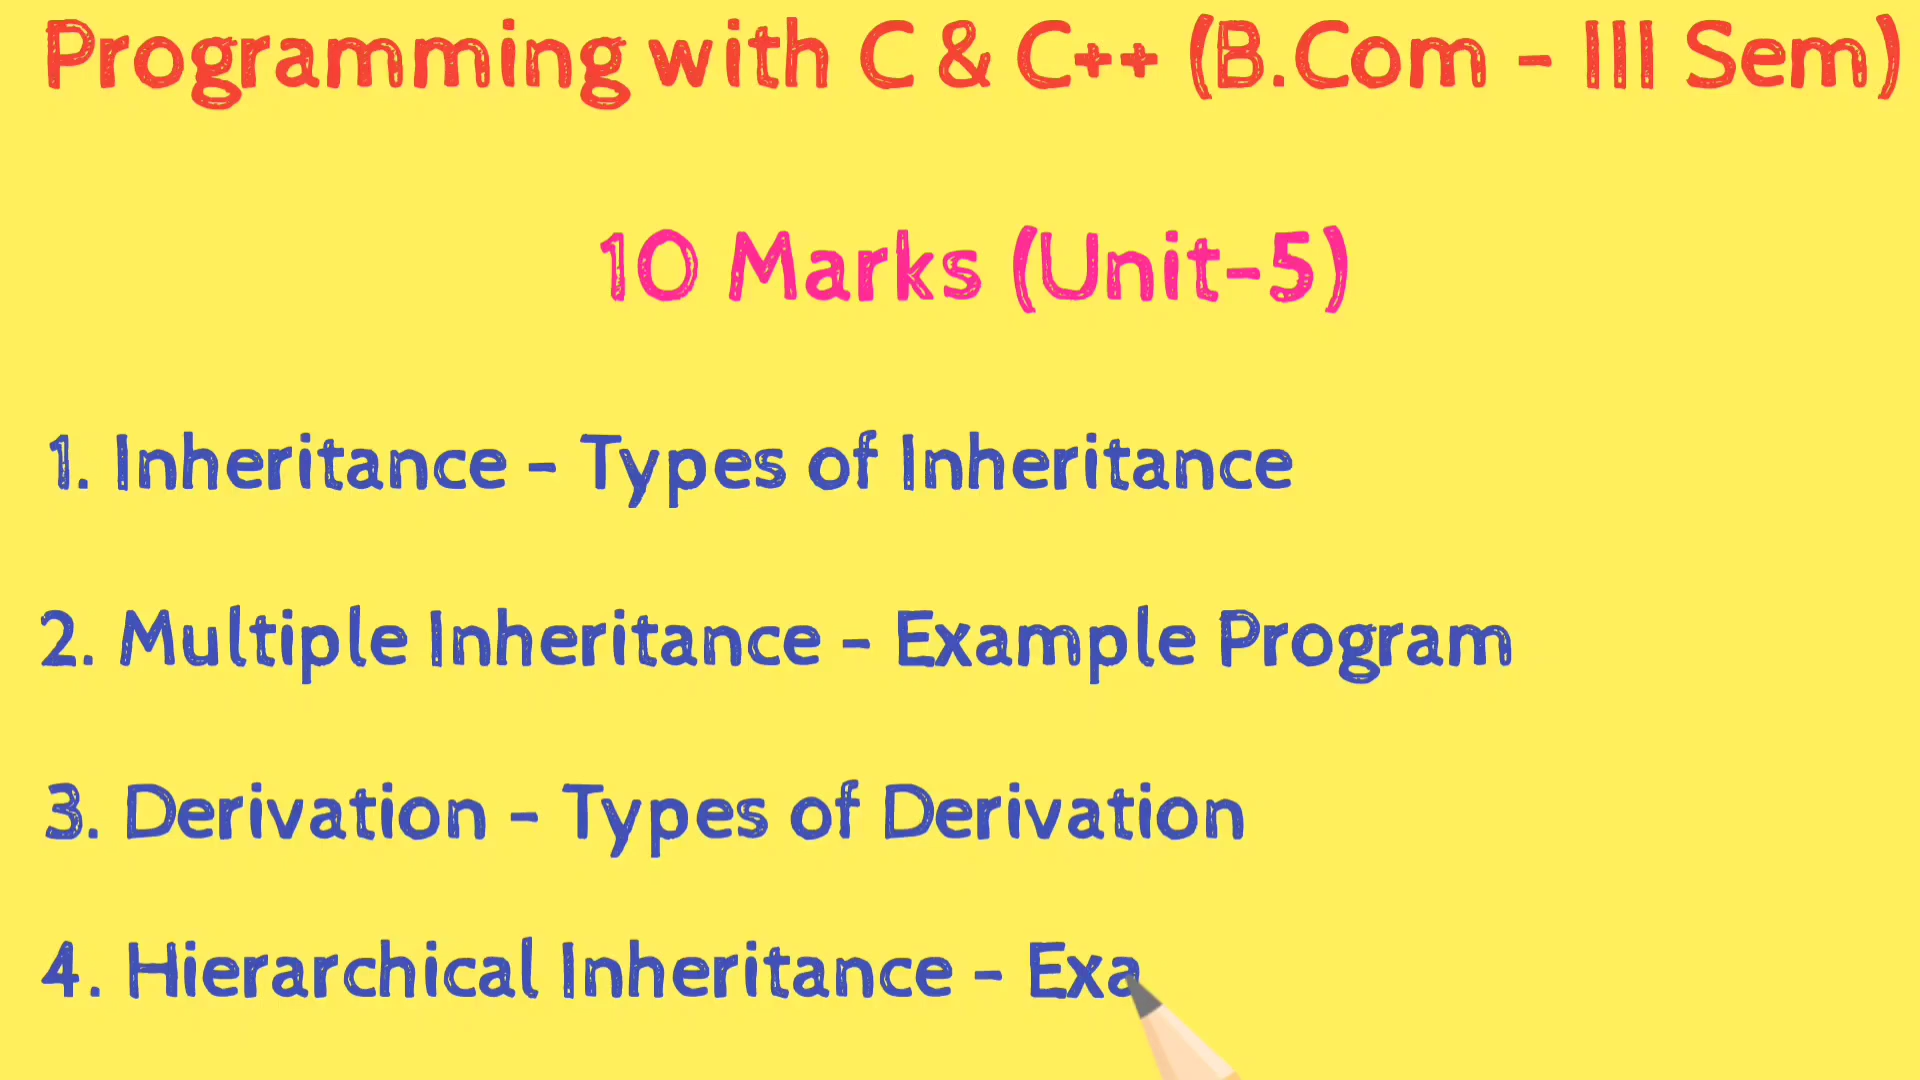 Programming with C & C++ (B.Com - III Sem)
10 Marks (Unit-5)
1. Inheritance - Types of Inheritance
2. Multiple Inheritance - Example Program
3. Derivation - Types of Derivation
4. Hierarchical Inheritance - Exa